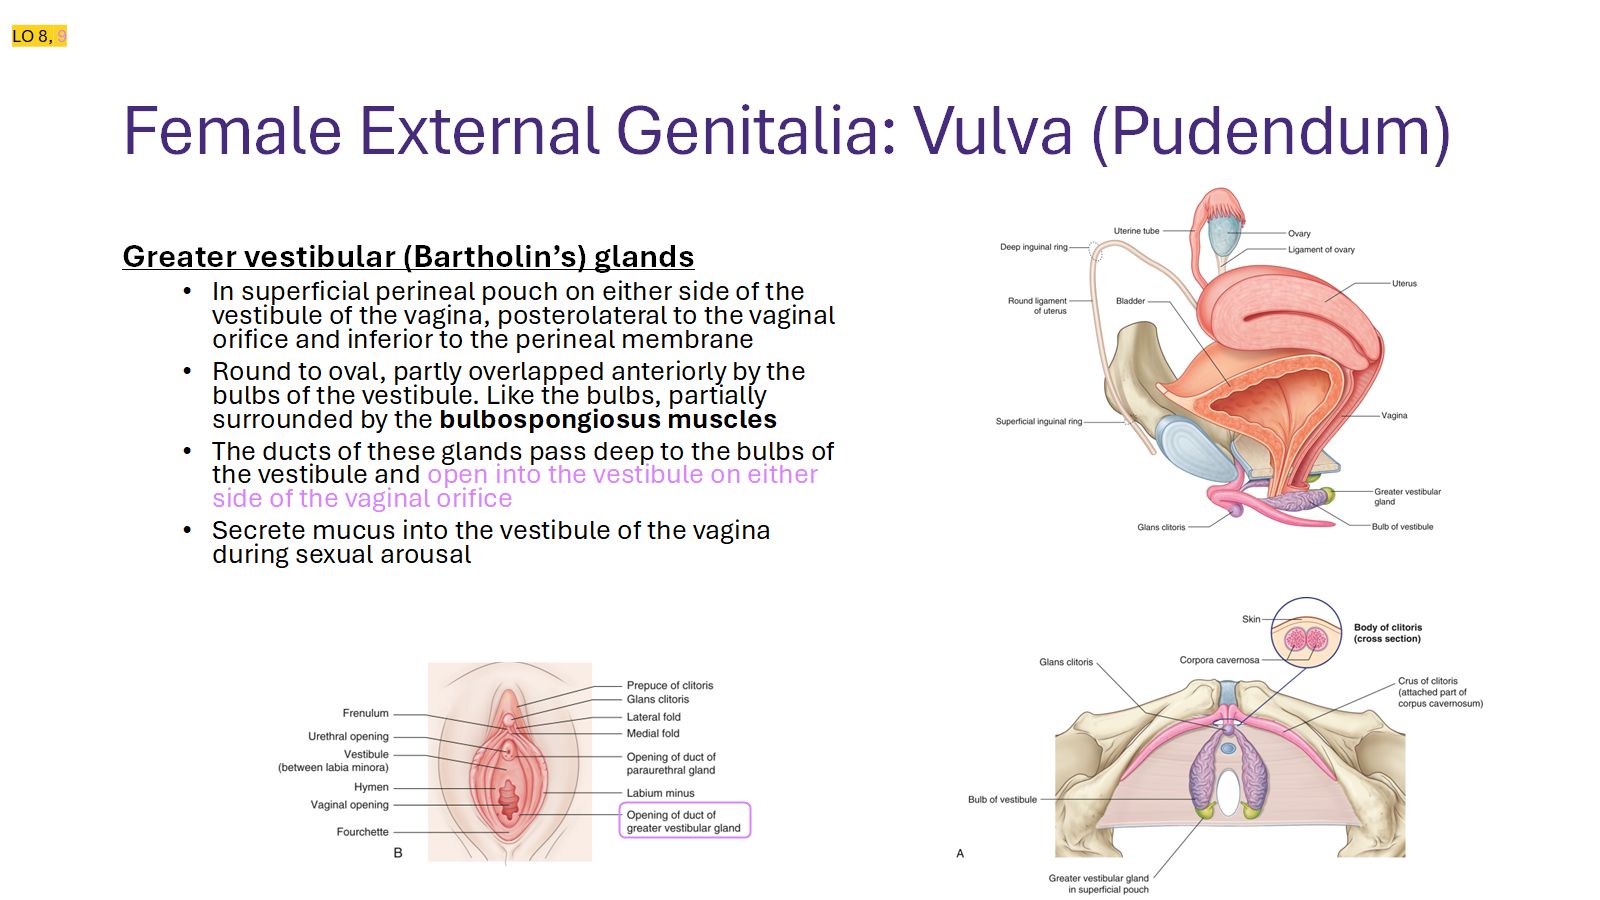 LO 8, 9
Female External Genitalia: Vulva (Pudendum)
Greater vestibular (Bartholin’s) glands
• In superficial perineal pouch on either side of the
vestibule of the vagina, posterolateral to the vaginal
orifice and inferior to the perineal membrane
• Round to oval, partly overlapped anteriorly by the
bulbs of the vestibule. Like the bulbs, partially
surrounded by the bulbospongiosus muscles
• The ducts of these glands pass deep to the bulbs of
the vestibule and open into the vestibule on either
side of the vaginal orifice
• Secrete mucus into the vestibule of the vagina
during sexual arousal
Uterine tube
Deep inguinal ring
Round ligament
of uterus
Bladder
Superficial inguinal ring
Glans clitoris
Ovary
Ligament of ovary
Uterus
Vagina
Greater vestibular
gland
Bulb of vestibule
Frenulum
Urethral opening
Vestibule
(between labia minora)
Hymen
Vaginal opening
Fourchette
B
Prepuce of clitoris
Glans clitoris
Lateral fold
Medial fold
Opening of duct of
paraurethral gland
Labium minus
Opening of duct of
greater vestibular gland
Skin
Body of clitoris
(cross section)
Corpora cavernosa
Glans clitoris
Crus of clitoris
(attached part of
corpus cavernosum)
Bulb of vestibule
A
Greater vestibular gland
in superficial pouch